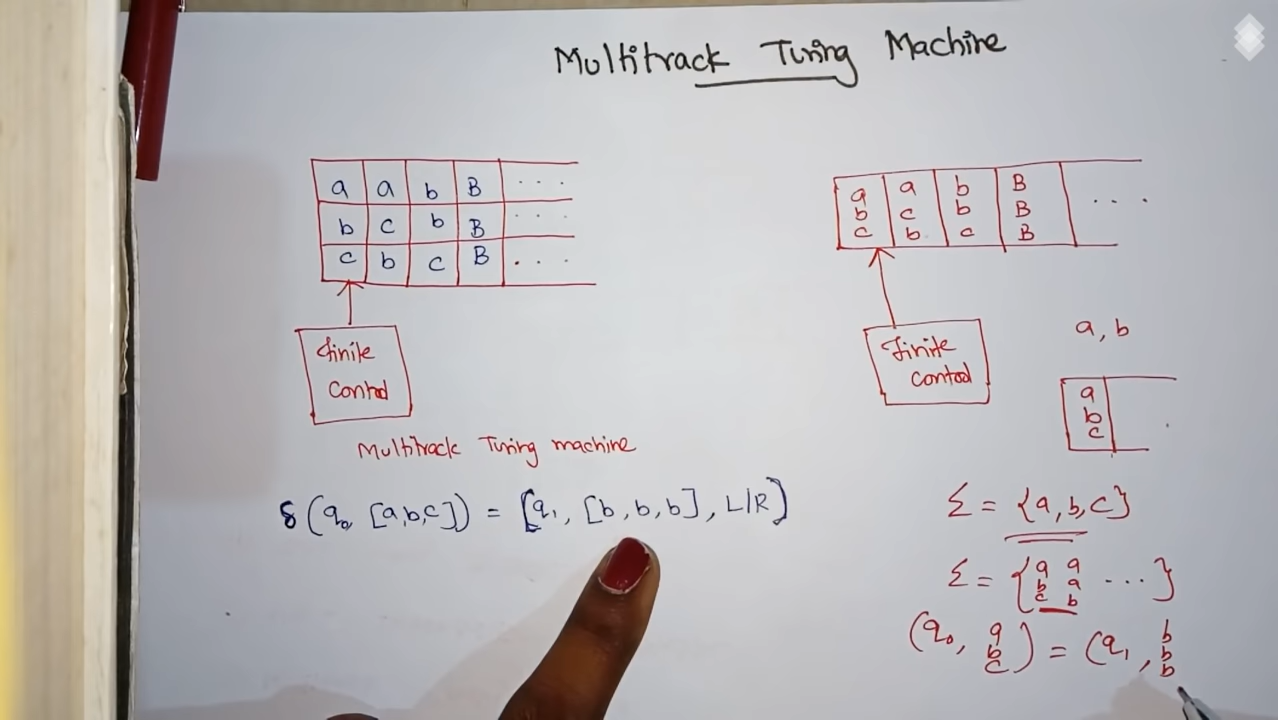 Multitrack Turing Machine
a a b B ...
b c b B ...
c b c B ...
Finite
Control
Multitrack Turing machine
δ(q₀, [a,b,c]) = [q₁, [b,b,b], L/R]
a a b B
b c b B ...
c b c B
Finite
Control
a, b
a
b
c
Σ = {a,b,c}
Σ = {a a
b a ... }
c b
(q₀, a
b
c) = (q₁, b
b
b